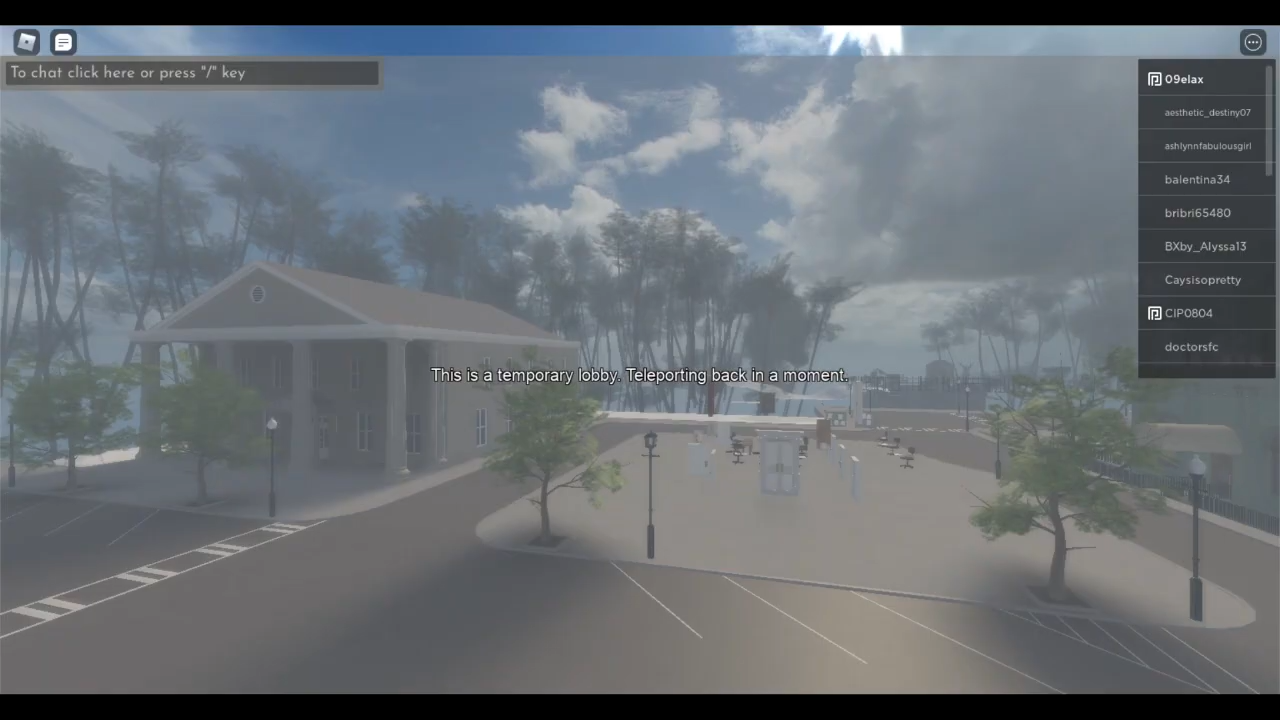 To chat click here or press "/" key
09elax
aesthetic_destiny07
ashlynnfabulousgirl
balentina34
bribri65480
BXby_Alyssa13
Caysisopretty
CIP0804
doctorsfc
This is a temporary lobby. Teleporting back in a moment.